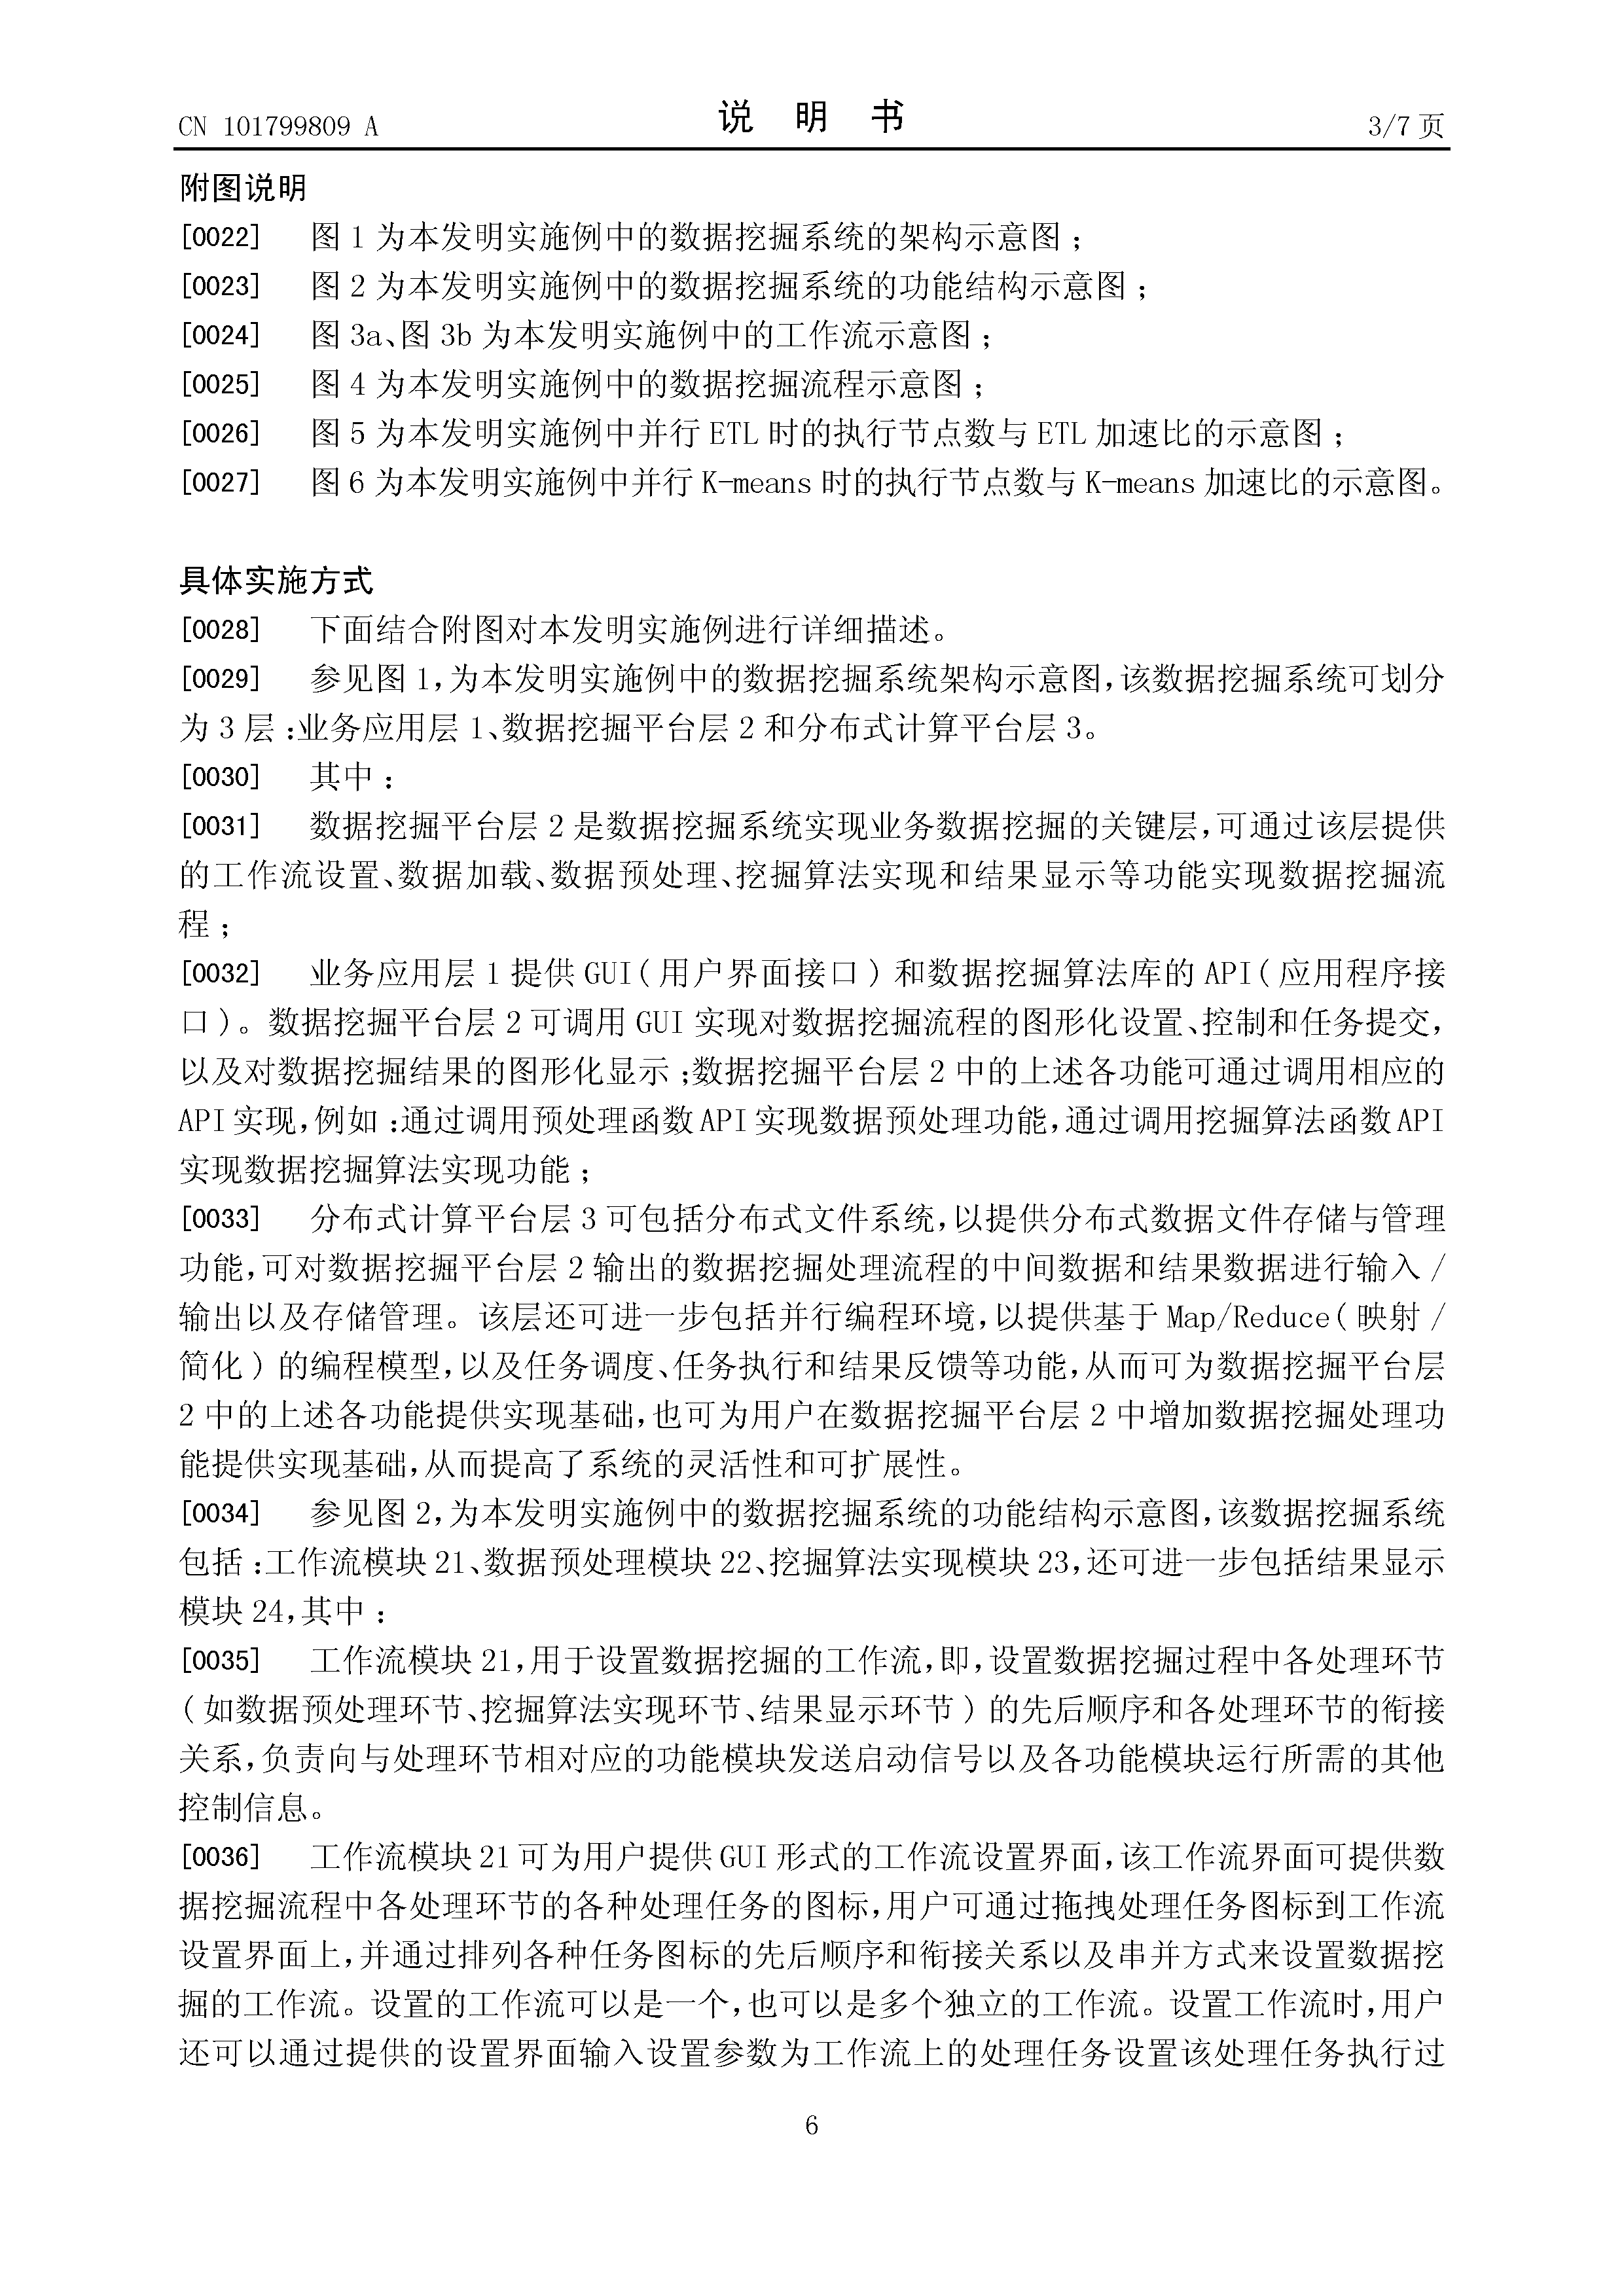 CN 101799809 A
说 明 书
3/7 页
附图说明
[0022] 图 1 为本发明实施例中的数据挖掘系统的架构示意图；
[0023] 图 2 为本发明实施例中的数据挖掘系统的功能结构示意图；
[0024] 图 3a、图 3b 为本发明实施例中的工作流示意图；
[0025] 图 4 为本发明实施例中的数据挖掘流程示意图；
[0026] 图 5 为本发明实施例中并行 ETL 时的执行节点数与 ETL 加速比的示意图；
[0027] 图 6 为本发明实施例中并行 K-means 时的执行节点数与 K-means 加速比的示意图。
具体实施方式
[0028] 下面结合附图对本发明实施例进行详细描述。
[0029] 参见图 1，为本发明实施例中的数据挖掘系统架构示意图，该数据挖掘系统可划分
为 3 层：业务应用层 1、数据挖掘平台层 2 和分布式计算平台层 3。
[0030] 其中：
[0031] 数据挖掘平台层 2 是数据挖掘系统实现业务数据挖掘的关键层，可通过该层提供
的工作流设置、数据加载、数据预处理、挖掘算法实现和结果显示等功能实现数据挖掘流
程；
[0032] 业务应用层 1 提供 GUI（用户界面接口）和数据挖掘算法库的 API（应用程序接
口）。数据挖掘平台层 2 可调用 GUI 实现对数据挖掘流程的图形化设置、控制和任务提交，
以及对数据挖掘结果的图形化显示；数据挖掘平台层 2 中的上述各功能可通过调用相应的
API 实现，例如：通过调用预处理函数 API 实现数据预处理功能，通过调用挖掘算法函数 API
实现数据挖掘算法实现功能；
[0033] 分布式计算平台层 3 可包括分布式文件系统，以提供分布式数据文件存储与管理
功能，可对数据挖掘平台层 2 输出的数据挖掘处理流程的中间数据和结果数据进行输入 /
输出以及存储管理。该层还可进一步包括并行编程环境，以提供基于 Map/Reduce（映射 /
简化）的编程模型，以及任务调度、任务执行和结果反馈等功能，从而可为数据挖掘平台层
2 中的上述各功能提供实现基础，也可为用户在数据挖掘平台层 2 中增加数据挖掘处理功
能提供实现基础，从而提高了系统的灵活性和可扩展性。
[0034] 参见图 2，为本发明实施例中的数据挖掘系统的功能结构示意图，该数据挖掘系统
包括：工作流模块 21、数据预处理模块 22、挖掘算法实现模块 23，还可进一步包括结果显示
模块 24，其中：
[0035] 工作流模块 21，用于设置数据挖掘的工作流，即，设置数据挖掘过程中各处理环节
（如数据预处理环节、挖掘算法实现环节、结果显示环节）的先后顺序和各处理环节的衔接
关系，负责向与处理环节相对应的功能模块发送启动信号以及各功能模块运行所需的其他
控制信息。
[0036] 工作流模块 21 可为用户提供 GUI 形式的工作流设置界面，该工作流界面可提供数
据挖掘流程中各处理环节的各种处理任务的图标，用户可通过拖拽处理任务图标到工作流
设置界面上，并通过排列各种任务图标的先后顺序和衔接关系以及串并方式来设置数据挖
掘的工作流。设置的工作流可以是一个，也可以是多个独立的工作流。设置工作流时，用户
还可以通过提供的设置界面输入设置参数为工作流上的处理任务设置该处理任务执行过
6